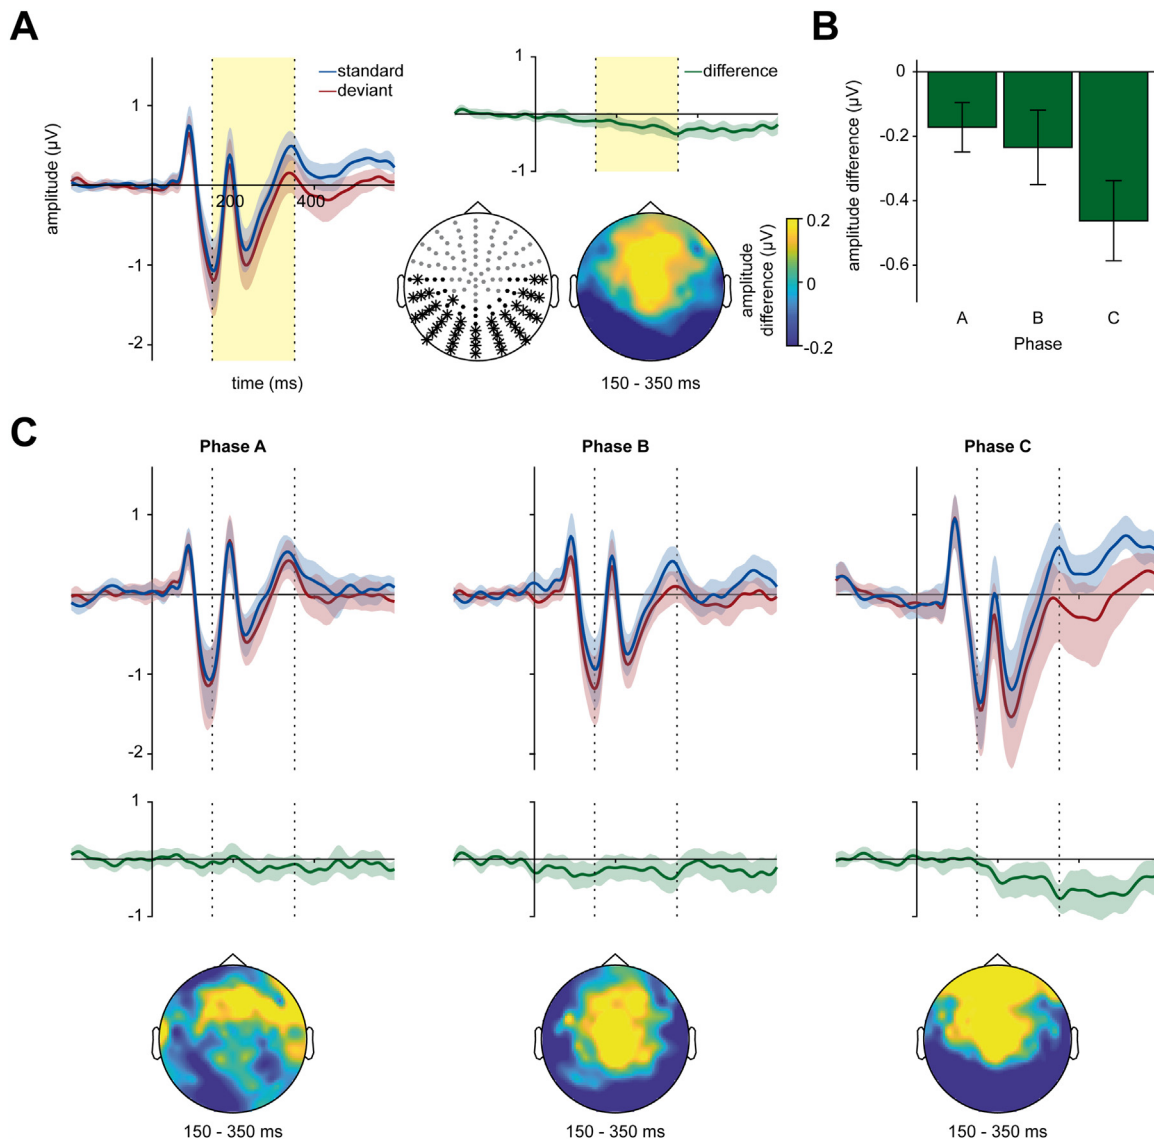 A
B
standard
deviant
amplitude (µV)
1
-1
-2
200
400
time (ms)
1
-1
difference
150 - 350 ms
amplitude
difference (µV)
0.2
0
-0.2
amplitude difference (µV)
0
-0.2
-0.4
-0.6
A
B
C
Phase
C
Phase A
Phase B
Phase C
1
-1
-2
1
-1
150 - 350 ms
150 - 350 ms
150 - 350 ms